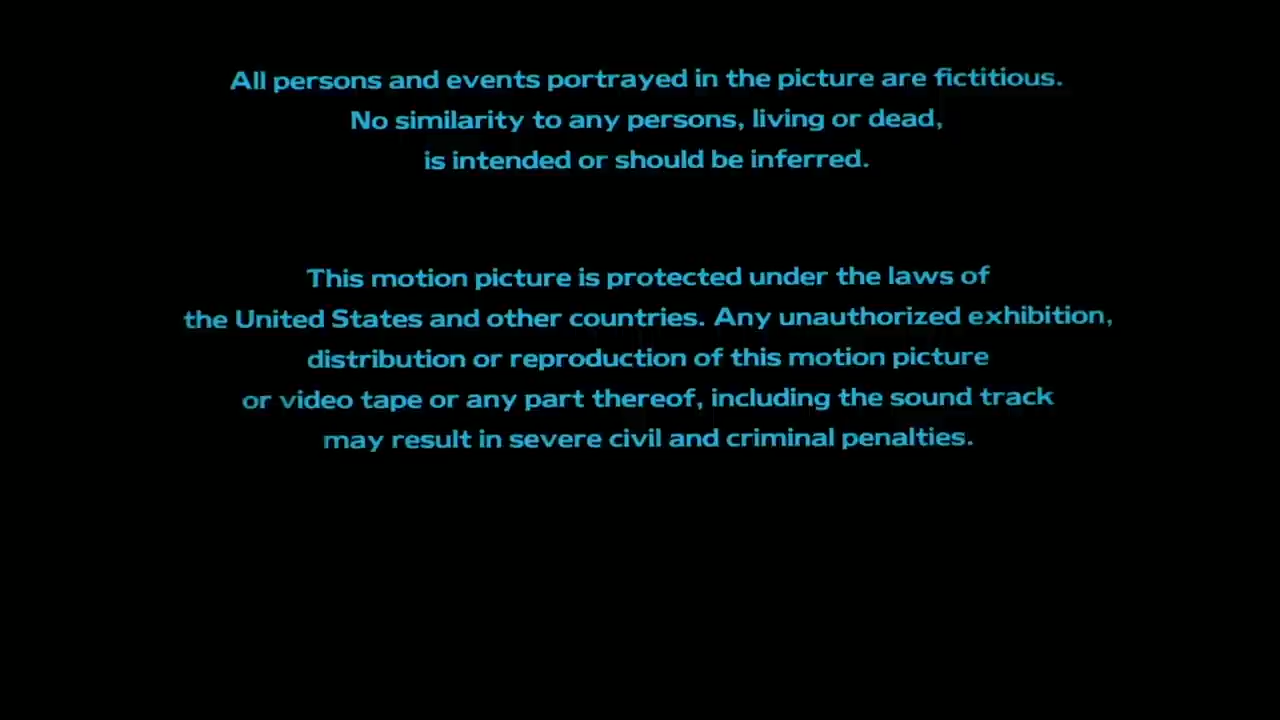 All persons and events portrayed in the picture are fictitious.
No similarity to any persons, living or dead,
is intended or should be inferred.
This motion picture is protected under the laws of
the United States and other countries. Any unauthorized exhibition,
distribution or reproduction of this motion picture
or video tape or any part thereof, including the sound track
may result in severe civil and criminal penalties.